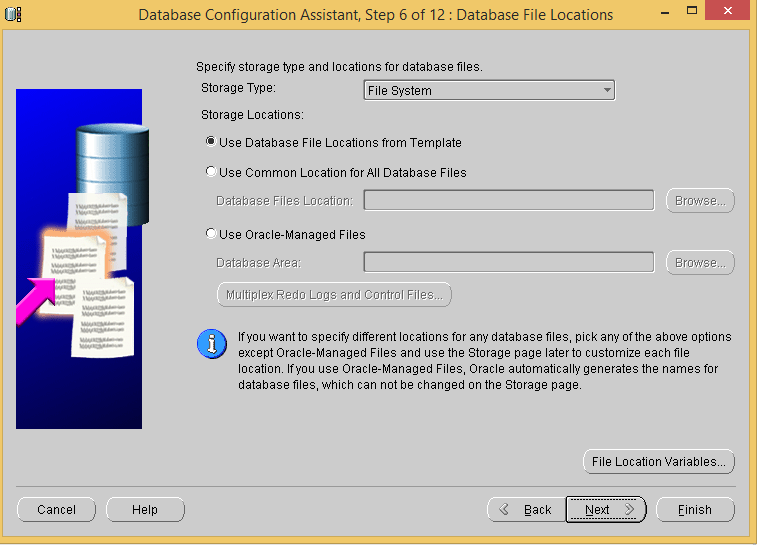 Database Configuration Assistant, Step 6 of 12 : Database File Locations
Specify storage type and locations for database files.
Storage Type: File System
Storage Locations:
Use Database File Locations from Template
Use Common Location for All Database Files
Database Files Location: Browse...
Use Oracle-Managed Files
Database Area: Browse...
Multiplex Redo Logs and Control Files...
If you want to specify different locations for any database files, pick any of the above options
except Oracle-Managed Files and use the Storage page later to customize each file
location. If you use Oracle-Managed Files, Oracle automatically generates the names for
database files, which can not be changed on the Storage page.
File Location Variables...
Cancel Help Back Next Finish